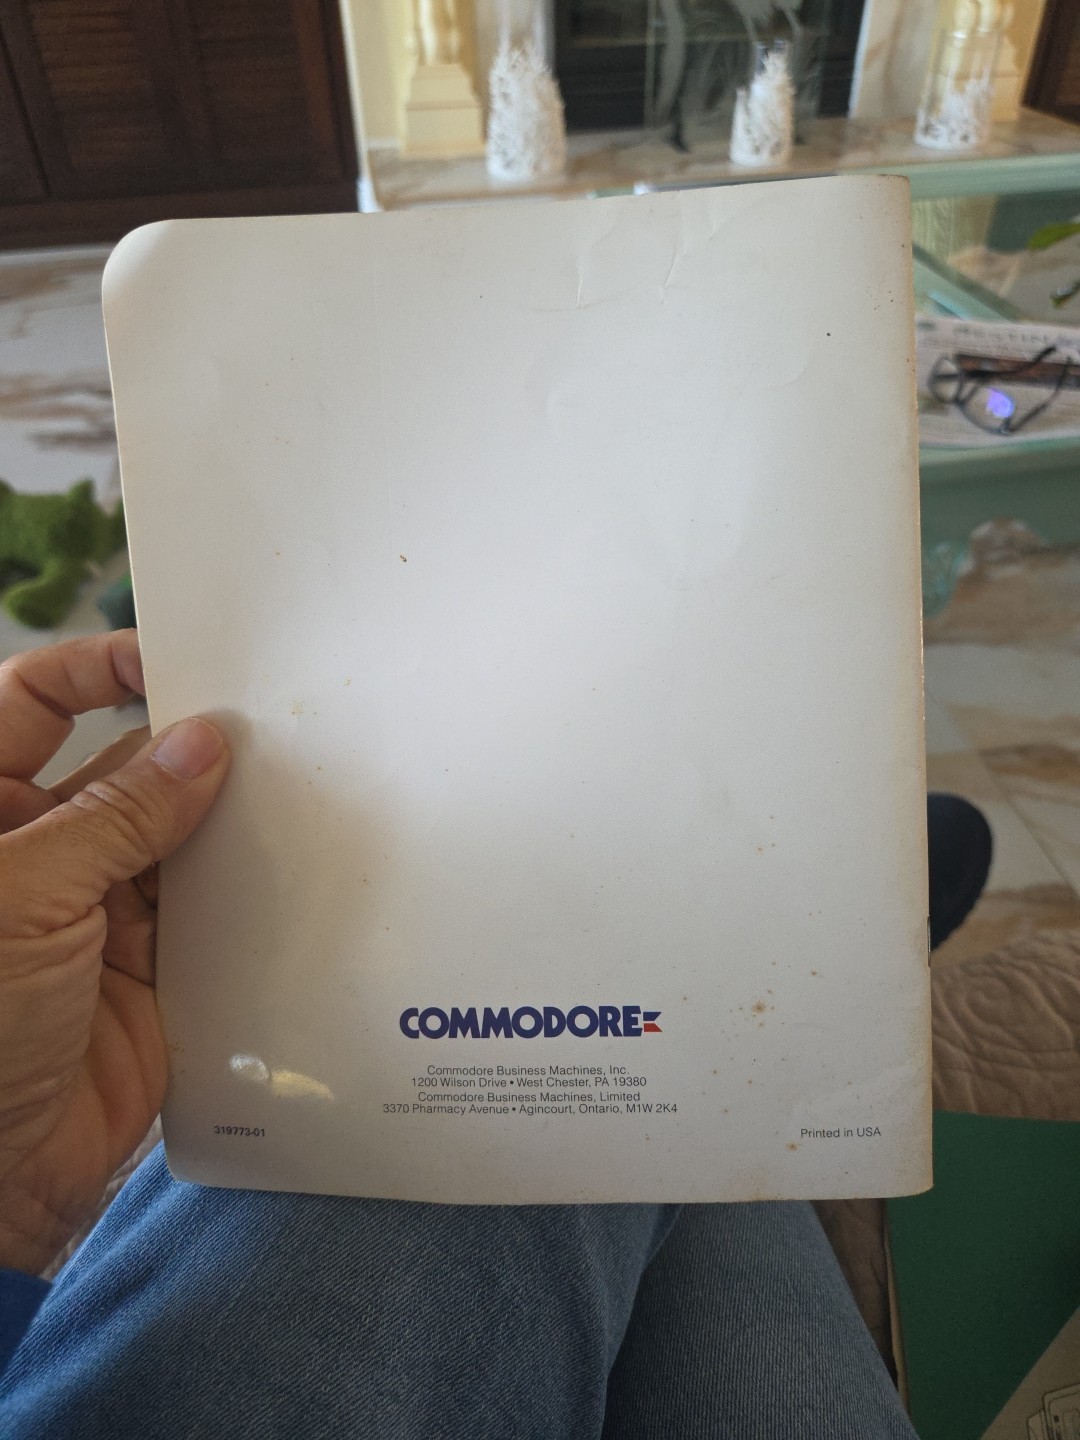 COMMODORE
Commodore Business Machines, Inc.
1200 Wilson Drive • West Chester, PA 19380
Commodore Business Machines, Limited
3370 Pharmacy Avenue • Agincourt, Ontario, M1W 2K4
319773-01
Printed in USA